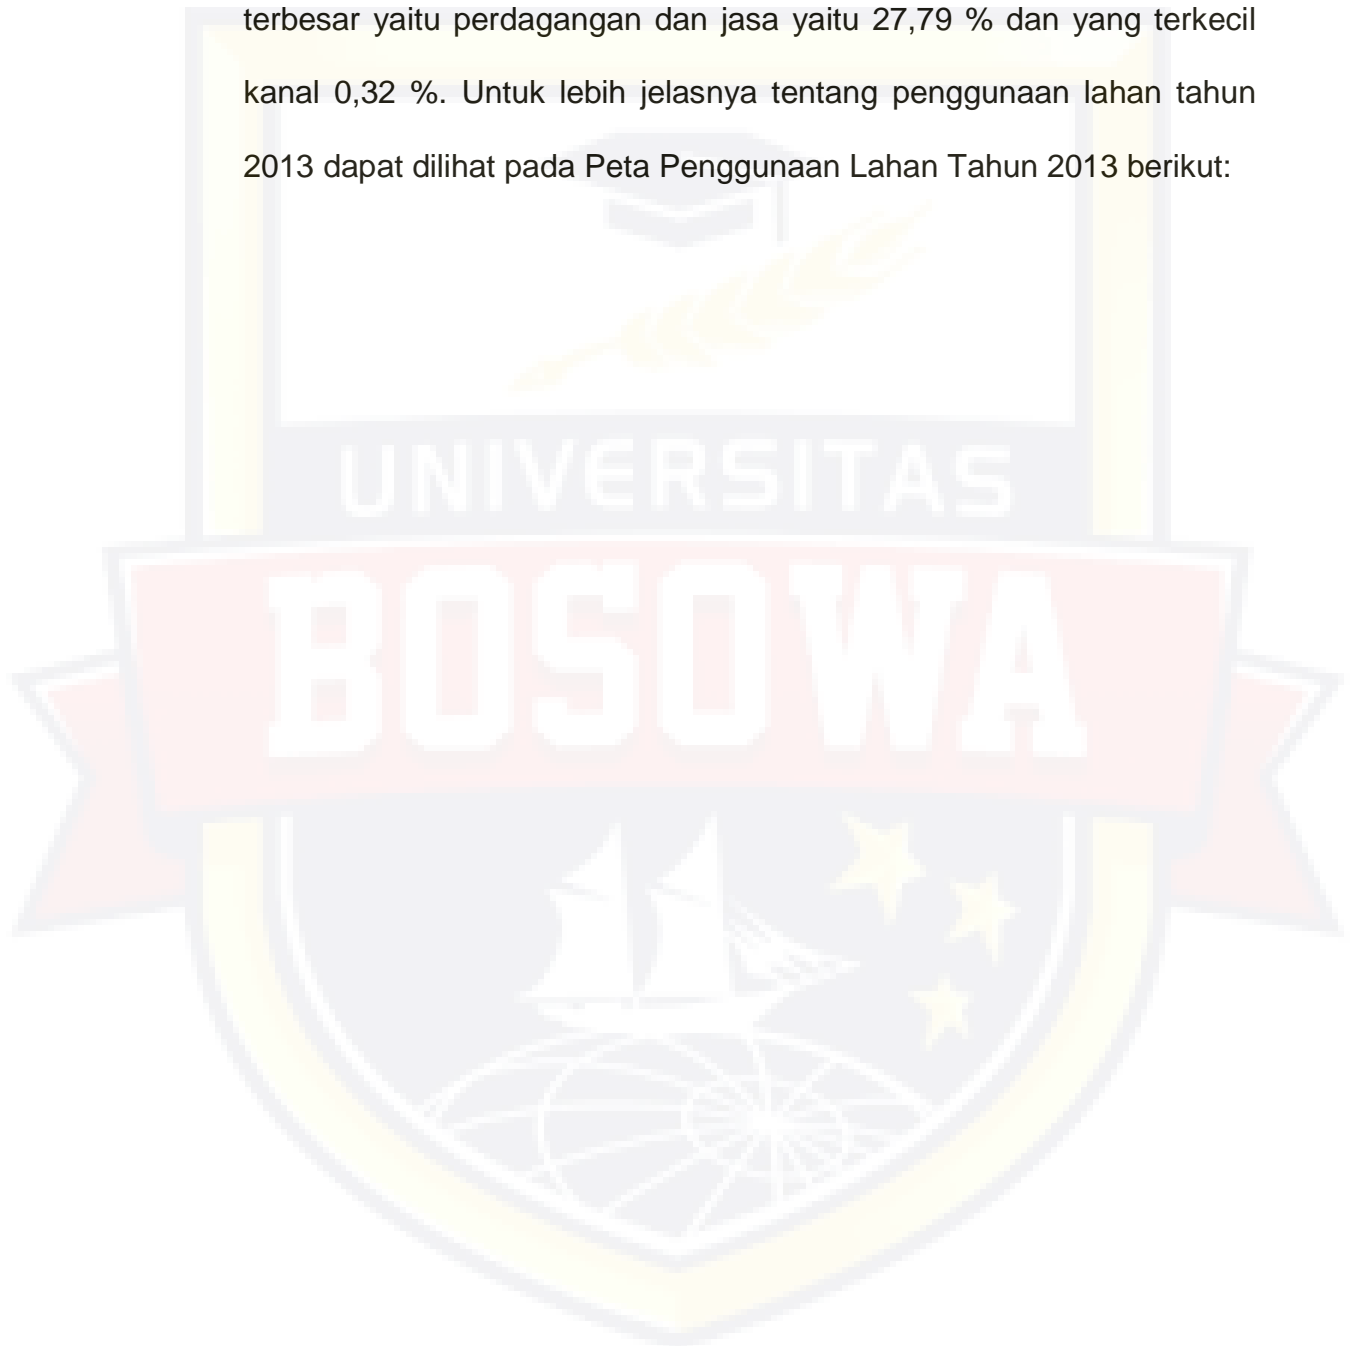 terbesar yaitu perdagangan dan jasa yaitu 27,79 % dan yang terkecil
kanal 0,32 %. Untuk lebih jelasnya tentang penggunaan lahan tahun
2013 dapat dilihat pada Peta Penggunaan Lahan Tahun 2013 berikut:
UNIVERSITAS
BOSOWA